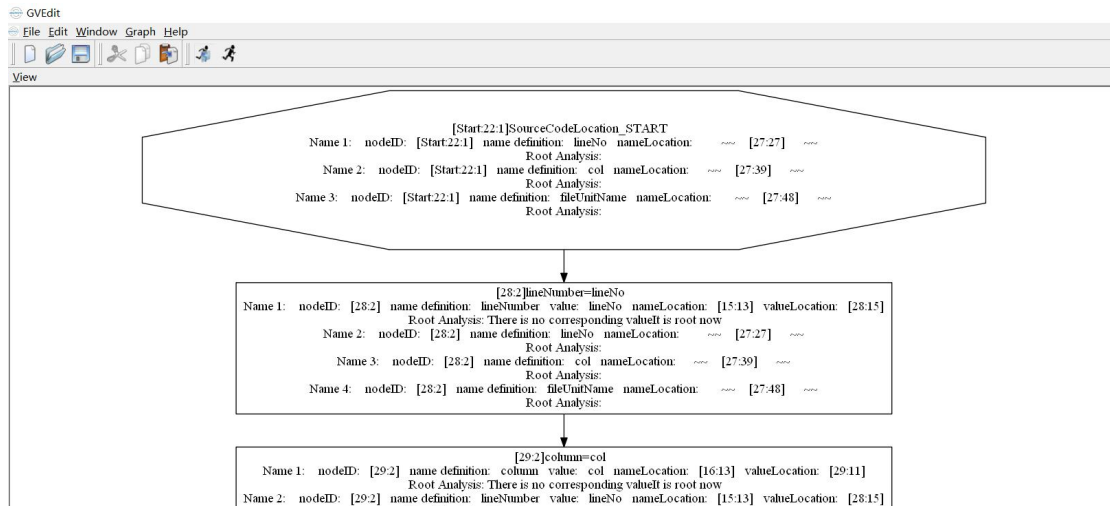 GVEdit
File Edit Window Graph Help
View
[Start:22:1]SourceCodeLocation_START
Name 1: nodeID: [Start:22:1] name definition: lineNo nameLocation: ~~ [27:27] ~~
Root Analysis:
Name 2: nodeID: [Start:22:1] name definition: col nameLocation: ~~ [27:39] ~~
Root Analysis:
Name 3: nodeID: [Start:22:1] name definition: fileUnitName nameLocation: ~~ [27:48] ~~
Root Analysis:
[28:2]lineNumber=lineNo
Name 1: nodeID: [28:2] name definition: lineNumber value: lineNo nameLocation: [15:13] valueLocation: [28:15]
Root Analysis: There is no corresponding valueIt is root now
Name 2: nodeID: [28:2] name definition: lineNo nameLocation: ~~ [27:27] ~~
Root Analysis:
Name 3: nodeID: [28:2] name definition: col nameLocation: ~~ [27:39] ~~
Root Analysis:
Name 4: nodeID: [28:2] name definition: fileUnitName nameLocation: ~~ [27:48] ~~
Root Analysis:
[29:2]column=col
Name 1: nodeID: [29:2] name definition: column value: col nameLocation: [16:13] valueLocation: [29:11]
Root Analysis: There is no corresponding valueIt is root now
Name 2: nodeID: [29:2] name definition: lineNumber value: lineNo nameLocation: [15:13] valueLocation: [28:15]